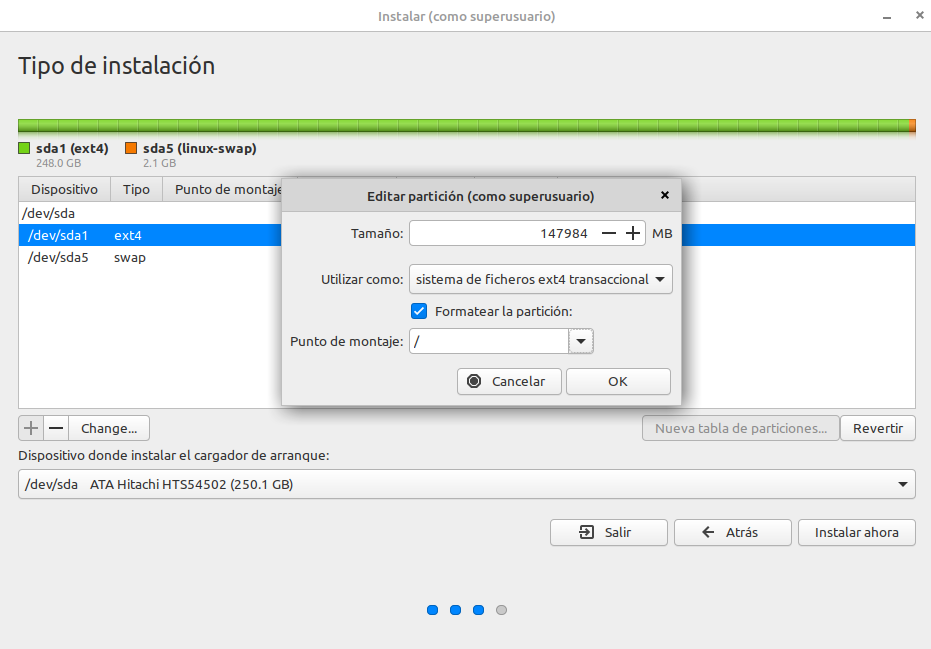 Instalar (como superusuario)
Tipo de instalación
sda1 (ext4) sda5 (linux-swap)
248.0 GB 2.1 GB
Dispositivo Tipo Punto de montaje
Editar partición (como superusuario)
/dev/sda
Tamaño: 147984 MB
/dev/sda1 ext4
/dev/sda5 swap
Utilizar como: sistema de ficheros ext4 transaccional
Formatear la partición:
Punto de montaje: /
Cancelar OK
Change... Nueva tabla de particiones... Revertir
Dispositivo donde instalar el cargador de arranque:
/dev/sda ATA Hitachi HTS54502 (250.1 GB)
Salir Atrás Instalar ahora